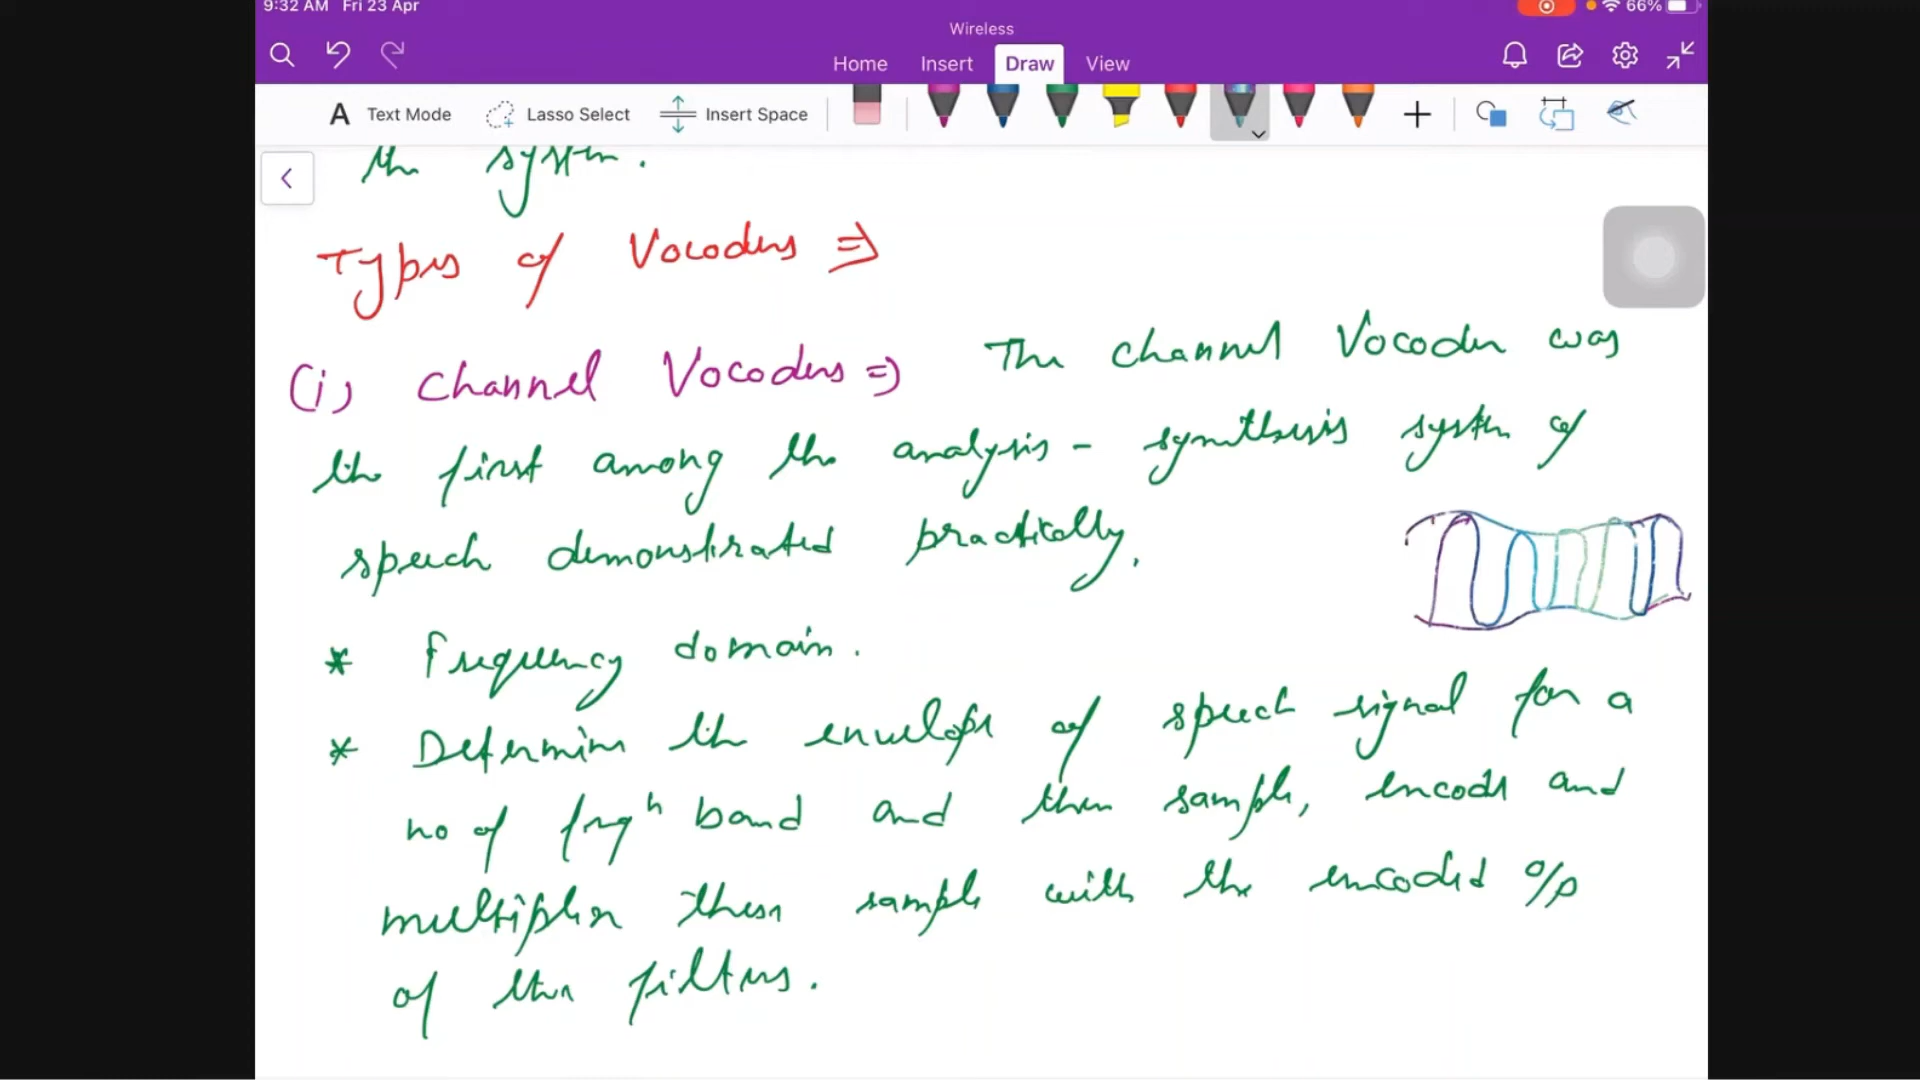 9:32 AM Fri 23 Apr
66%
Wireless
Home Insert Draw View
A Text Mode Lasso Select Insert Space
the system.
Types of Vocoders ⇒
(i) Channel Vocoders ⇒ The channel Vocoder was
the first among the analysis - synthesis system of
speech demonstrated practically.
* Frequency domain.
* Determine the envelope of speech signal for a
no of freqn band and then sample, encode and
multiplex these sample with the encoded o/p
of the filters.